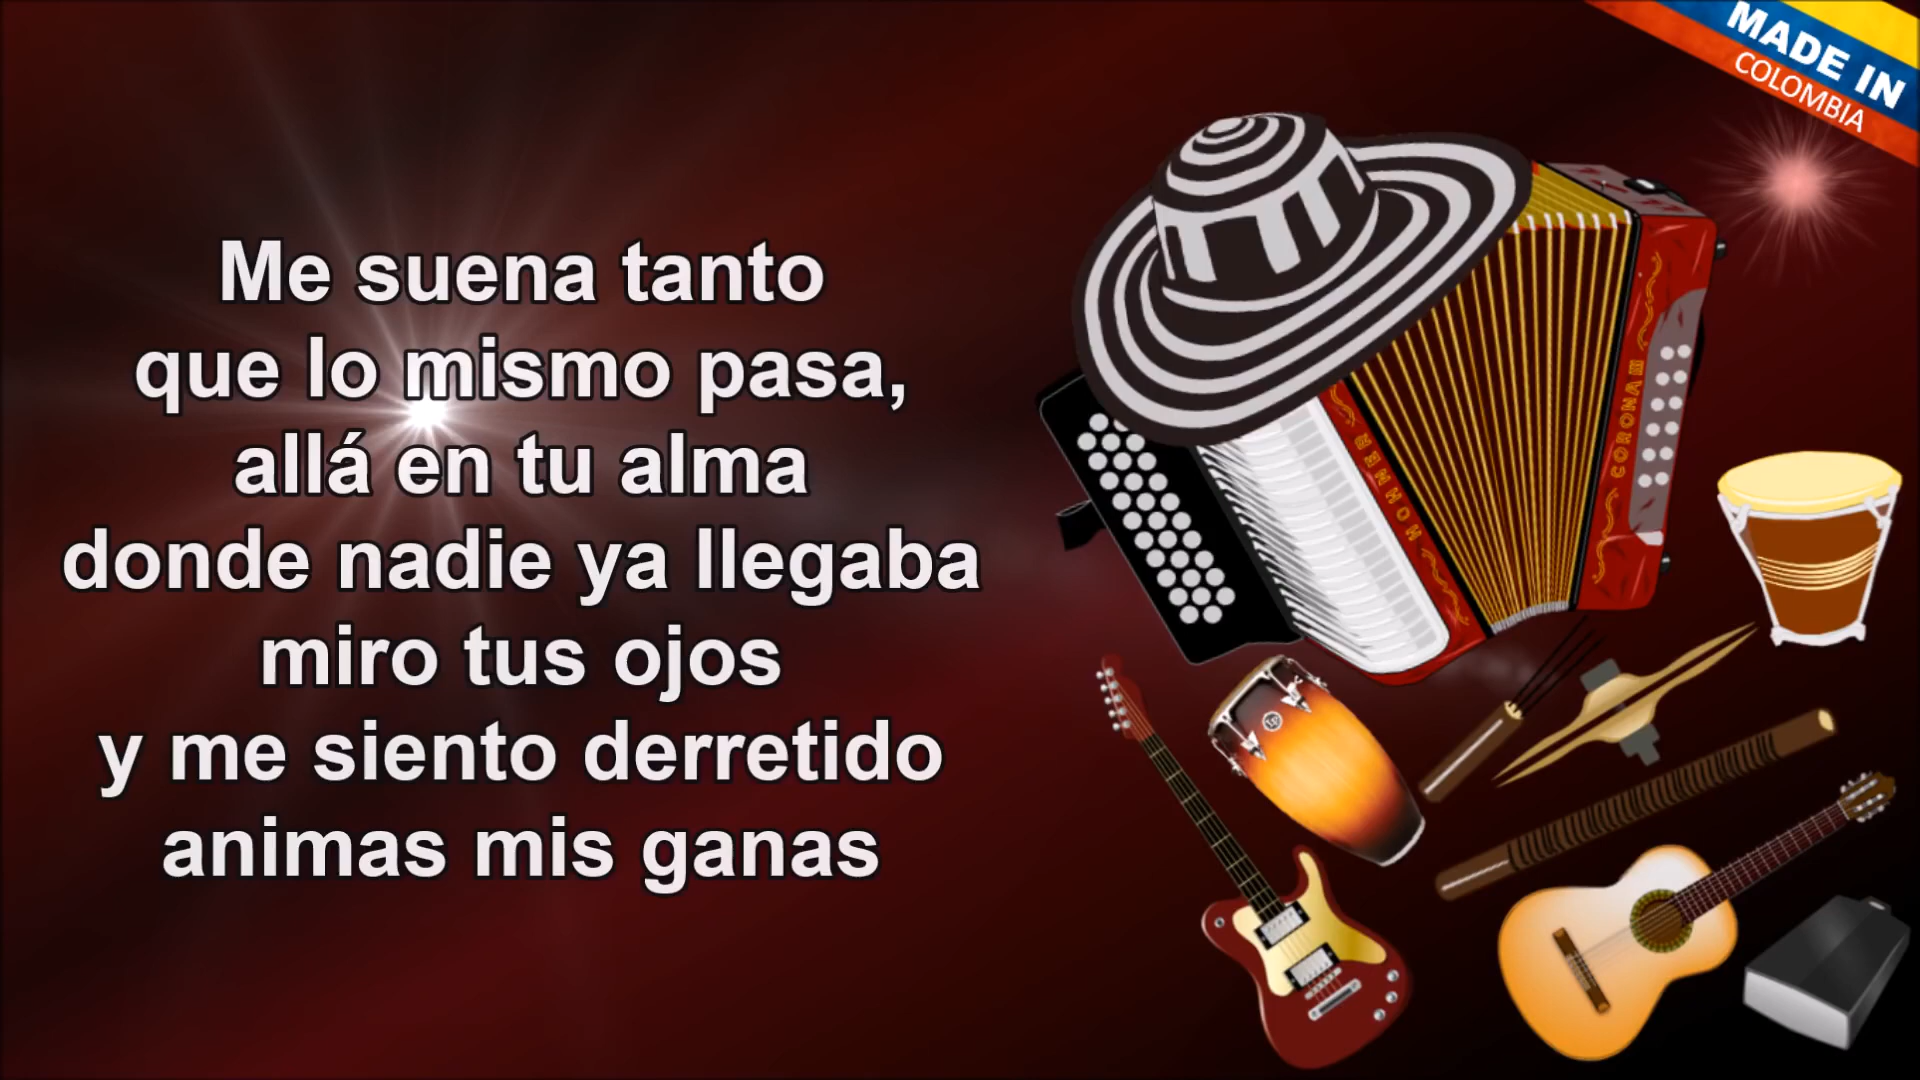 Me suena tanto
que lo mismo pasa,
allá en tu alma
donde nadie ya llegaba
miro tus ojos
y me siento derretido
animas mis ganas
MADE IN
COLOMBIA
HOHNER
CORONA III
LP